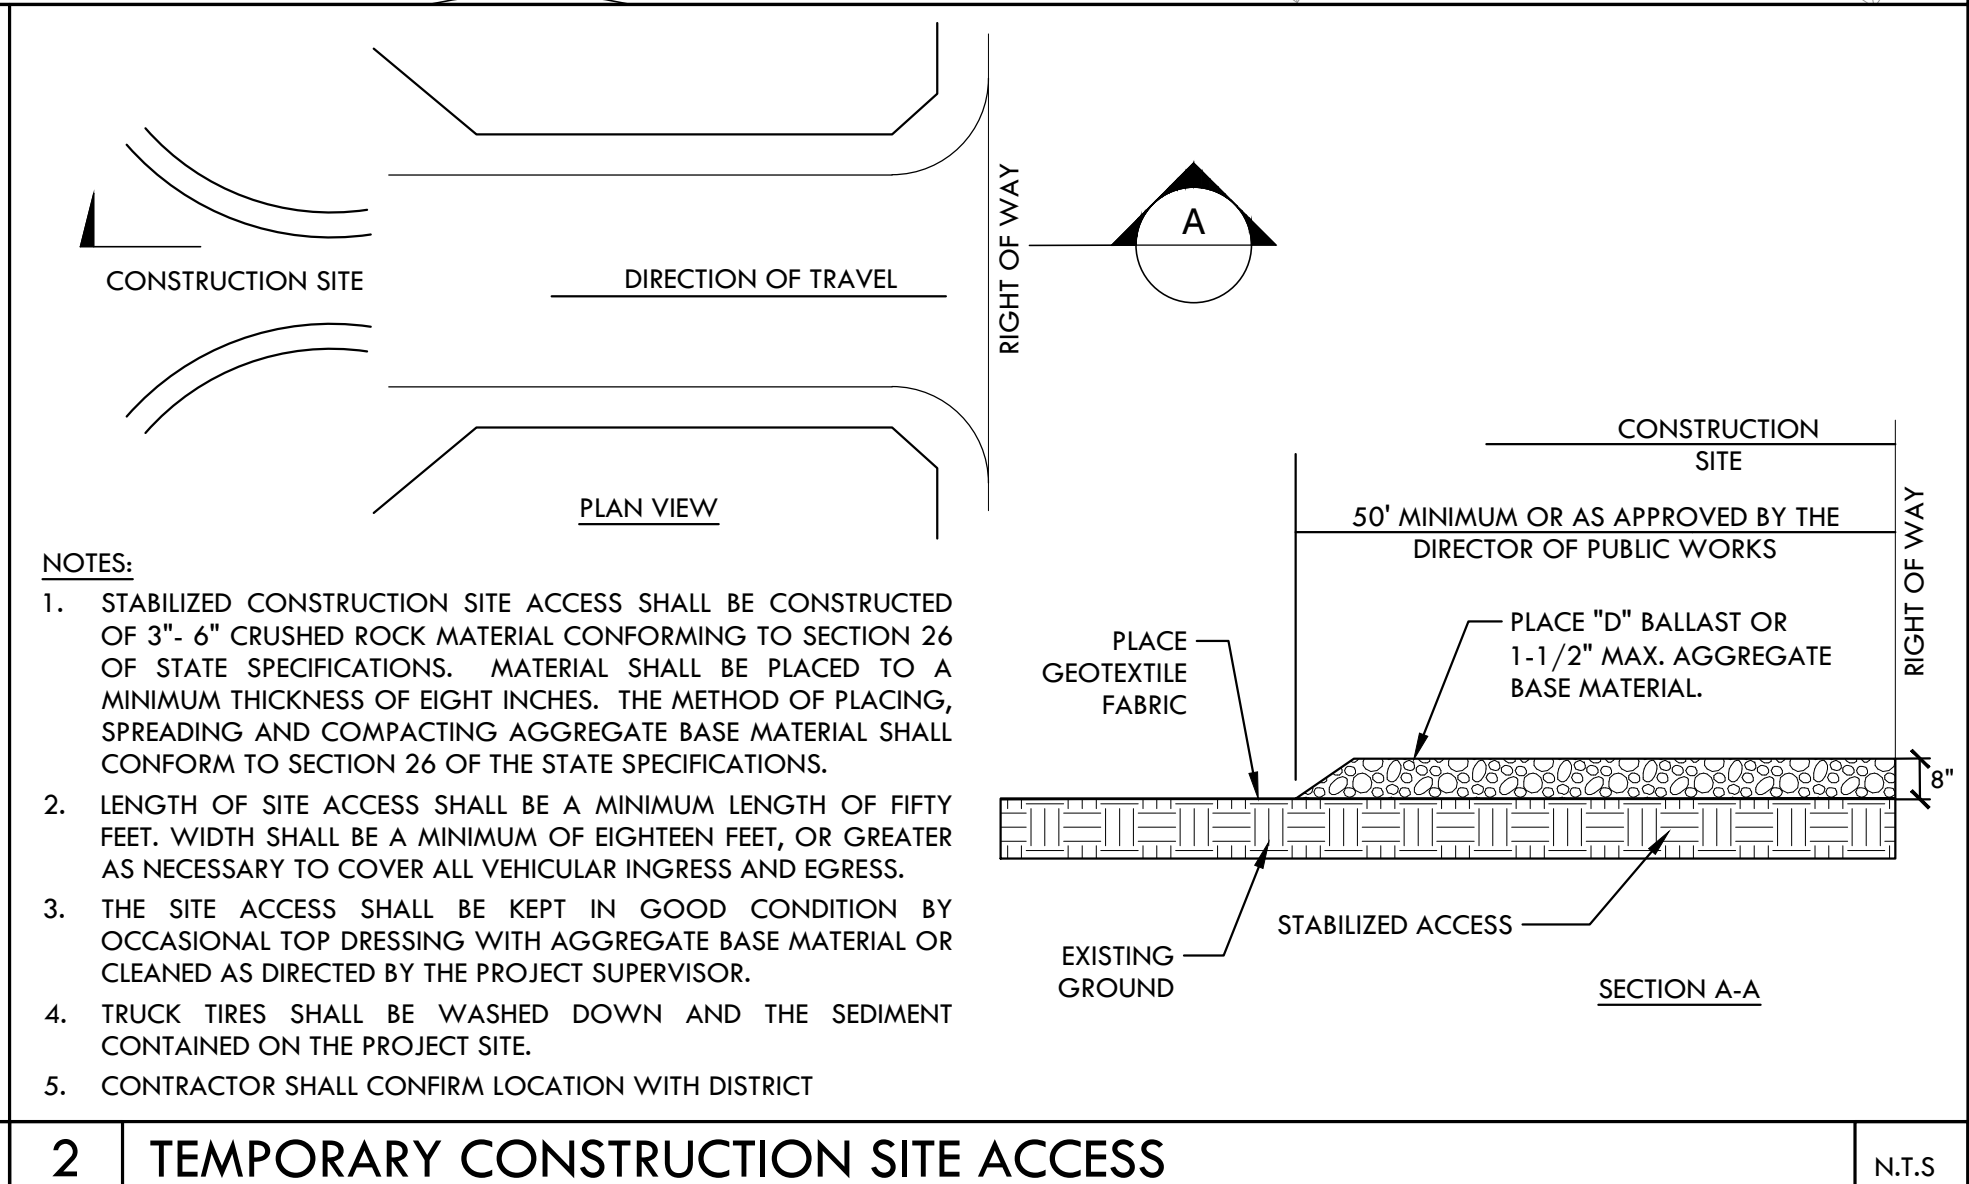 CONSTRUCTION SITE
DIRECTION OF TRAVEL
RIGHT OF WAY
A
PLAN VIEW
NOTES:
1. STABILIZED CONSTRUCTION SITE ACCESS SHALL BE CONSTRUCTED
OF 3"- 6" CRUSHED ROCK MATERIAL CONFORMING TO SECTION 26
OF STATE SPECIFICATIONS. MATERIAL SHALL BE PLACED TO A
MINIMUM THICKNESS OF EIGHT INCHES. THE METHOD OF PLACING,
SPREADING AND COMPACTING AGGREGATE BASE MATERIAL SHALL
CONFORM TO SECTION 26 OF THE STATE SPECIFICATIONS.
2. LENGTH OF SITE ACCESS SHALL BE A MINIMUM LENGTH OF FIFTY
FEET. WIDTH SHALL BE A MINIMUM OF EIGHTEEN FEET, OR GREATER
AS NECESSARY TO COVER ALL VEHICULAR INGRESS AND EGRESS.
3. THE SITE ACCESS SHALL BE KEPT IN GOOD CONDITION BY
OCCASIONAL TOP DRESSING WITH AGGREGATE BASE MATERIAL OR
CLEANED AS DIRECTED BY THE PROJECT SUPERVISOR.
4. TRUCK TIRES SHALL BE WASHED DOWN AND THE SEDIMENT
CONTAINED ON THE PROJECT SITE.
5. CONTRACTOR SHALL CONFIRM LOCATION WITH DISTRICT
CONSTRUCTION
SITE
50' MINIMUM OR AS APPROVED BY THE
DIRECTOR OF PUBLIC WORKS
RIGHT OF WAY
PLACE
GEOTEXTILE
FABRIC
PLACE "D" BALLAST OR
1-1/2" MAX. AGGREGATE
BASE MATERIAL.
8"
STABILIZED ACCESS
EXISTING
GROUND
SECTION A-A
2 TEMPORARY CONSTRUCTION SITE ACCESS
N.T.S